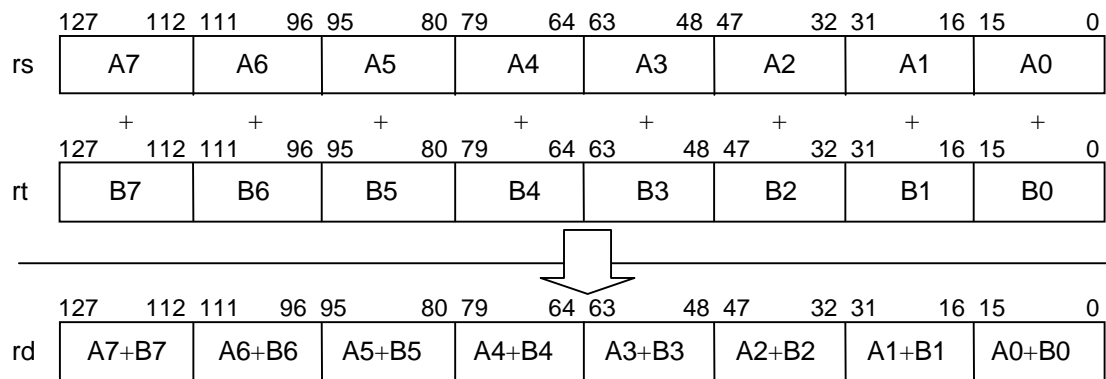 127 112 111 96 95 80 79 64 63 48 47 32 31 16 15 0
rs A7 A6 A5 A4 A3 A2 A1 A0
+ + + + + + + +
127 112 111 96 95 80 79 64 63 48 47 32 31 16 15 0
rt B7 B6 B5 B4 B3 B2 B1 B0
127 112 111 96 95 80 79 64 63 48 47 32 31 16 15 0
rd A7+B7 A6+B6 A5+B5 A4+B4 A3+B3 A2+B2 A1+B1 A0+B0